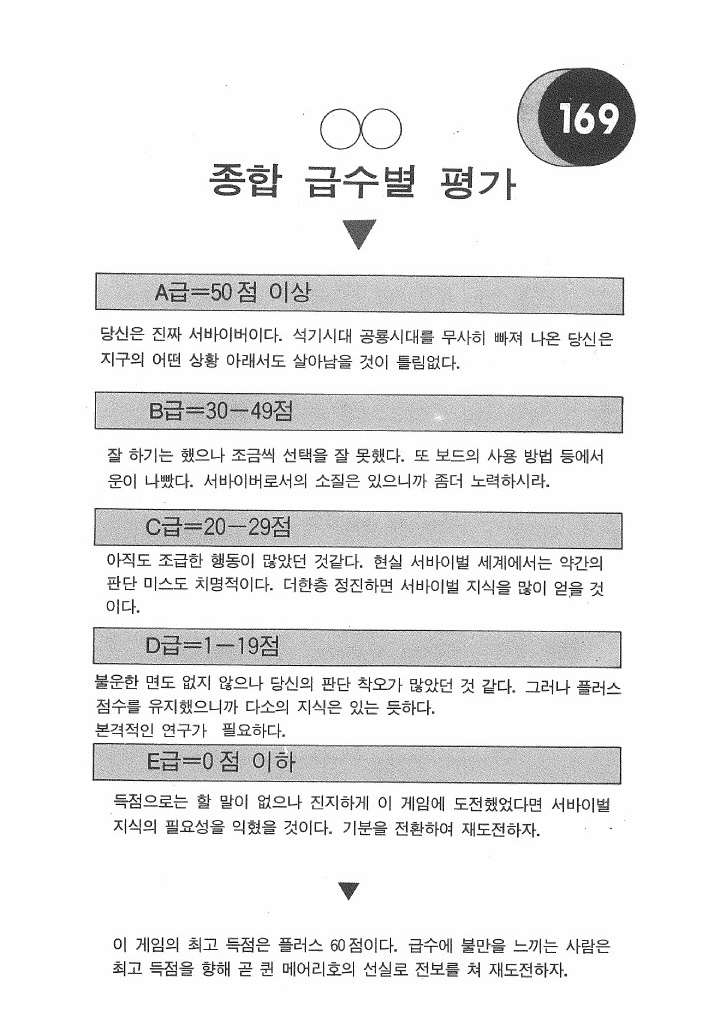 169
종합 급수별 평가
A급=50점 이상
당신은 진짜 서바이버이다. 석기시대 공룡시대를 무사히 빠져 나온 당신은
지구의 어떤 상황 아래서도 살아남을 것이 틀림없다.
B급=30-49점
잘 하기는 했으나 조금씩 선택을 잘 못했다. 또 보드의 사용 방법 등에서
운이 나빴다. 서바이버로서의 소질은 있으니까 좀더 노력하시라.
C급=20-29점
아직도 조급한 행동이 많았던 것같다. 현실 서바이벌 세계에서는 약간의
판단 미스도 치명적이다. 더한층 정진하면 서바이벌 지식을 많이 얻을 것
이다.
D급=1-19점
불운한 면도 없지 않으나 당신의 판단 착오가 많았던 것 같다. 그러나 플러스
점수를 유지했으니까 다소의 지식은 있는 듯하다.
본격적인 연구가 필요하다.
E급=0점 이하
득점으로는 할 말이 없으나 진지하게 이 게임에 도전했었다면 서바이벌
지식의 필요성을 익혔을 것이다. 기분을 전환하여 재도전하자.
이 게임의 최고 득점은 플러스 60점이다. 급수에 불만을 느끼는 사람은
최고 득점을 향해 곧 퀸 메어리호의 선실로 전보를 쳐 재도전하자.